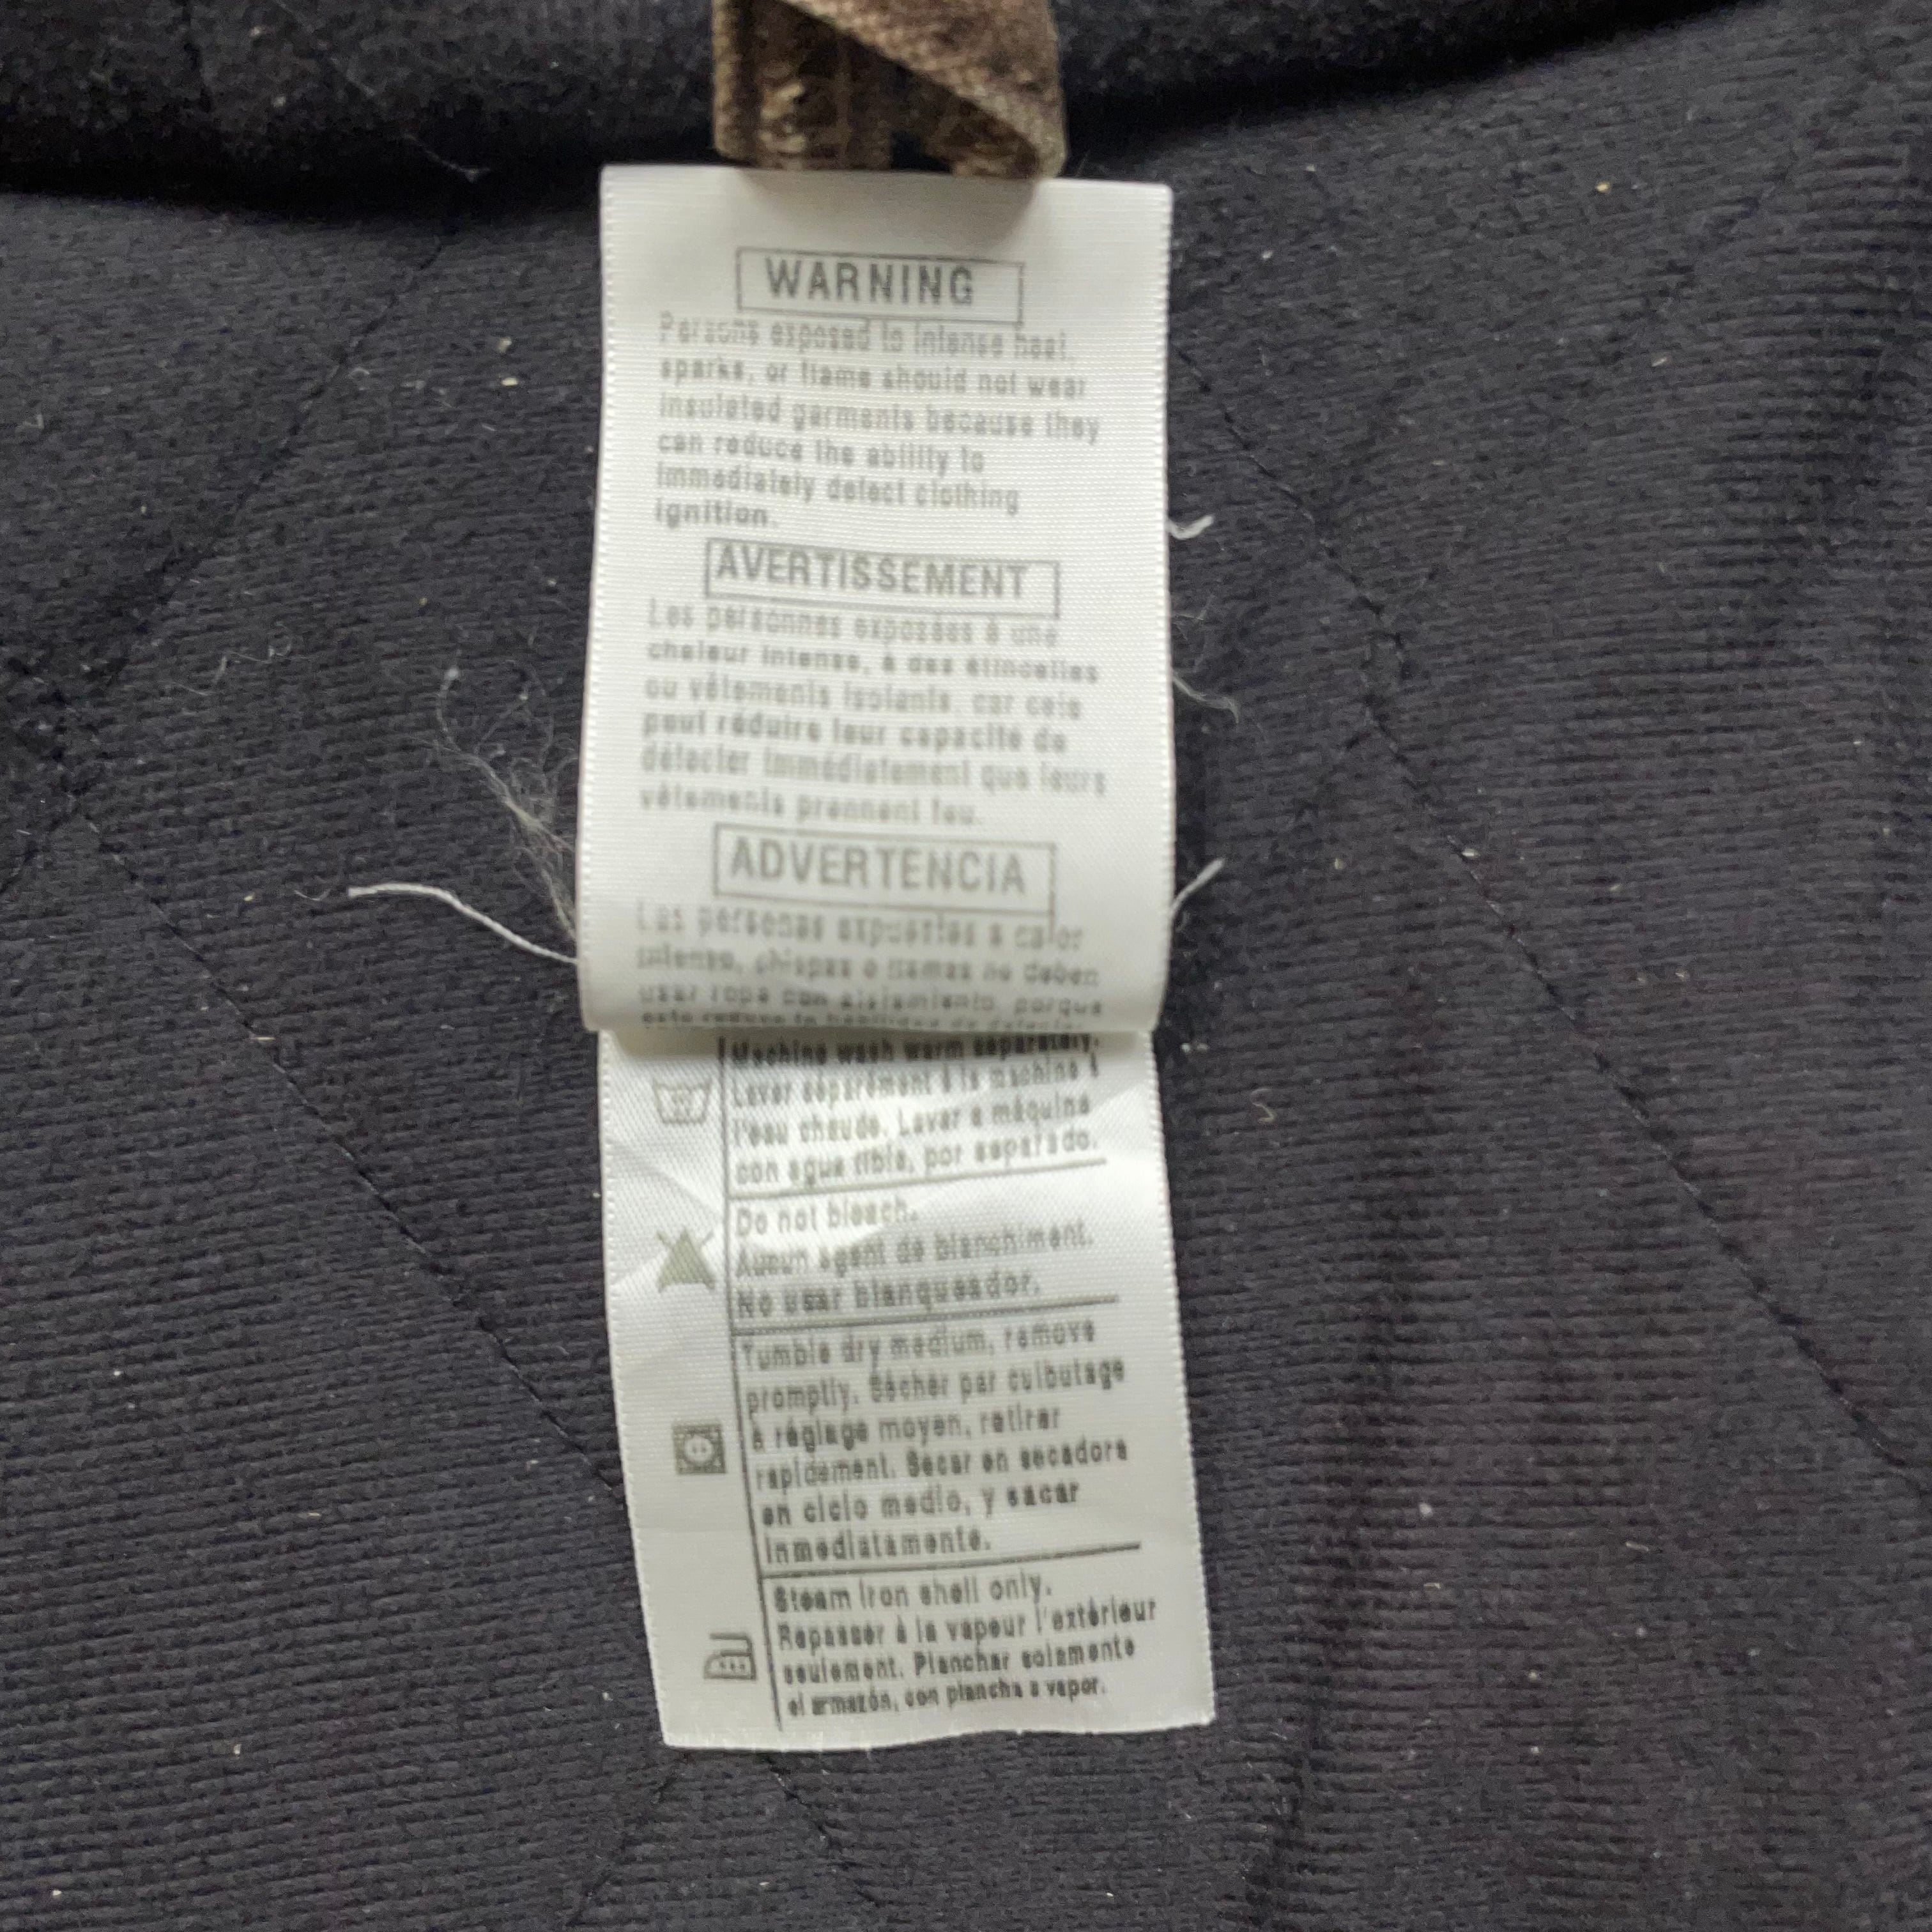 WARNING
Persons exposed to intense heat,
sparks, or flame should not wear
insulated garments because they
can reduce the ability to
immediately detect clothing
ignition.
AVERTISSEMENT
Les personnes exposées à une
chaleur intense, à des étincelles
ou vêtements isolants, car cela
peut réduire leur capacité de
détecter immédiatement que leurs
vêtements prennent feu.
ADVERTENCIA
Las personas expuestas a calor
intenso, chispas o llamas no deben
usar ropa con aislamiento, porque
Machine wash warm separately.
Laver séparément à la machine à
l'eau chaude. Lavar a máquina
con agua tibia, por separado.
Do not bleach.
Aucun agent de blanchiment.
No usar blanqueador.
Tumble dry medium, remove
promptly. Sécher par culbutage
à réglage moyen, retirer
rapidement. Secar en secadora
en ciclo medio, y sacar
inmediatamente.
Steam iron shell only.
Repasser à la vapeur l'extérieur
seulement. Planchar solamente
el armazón, con plancha a vapor.